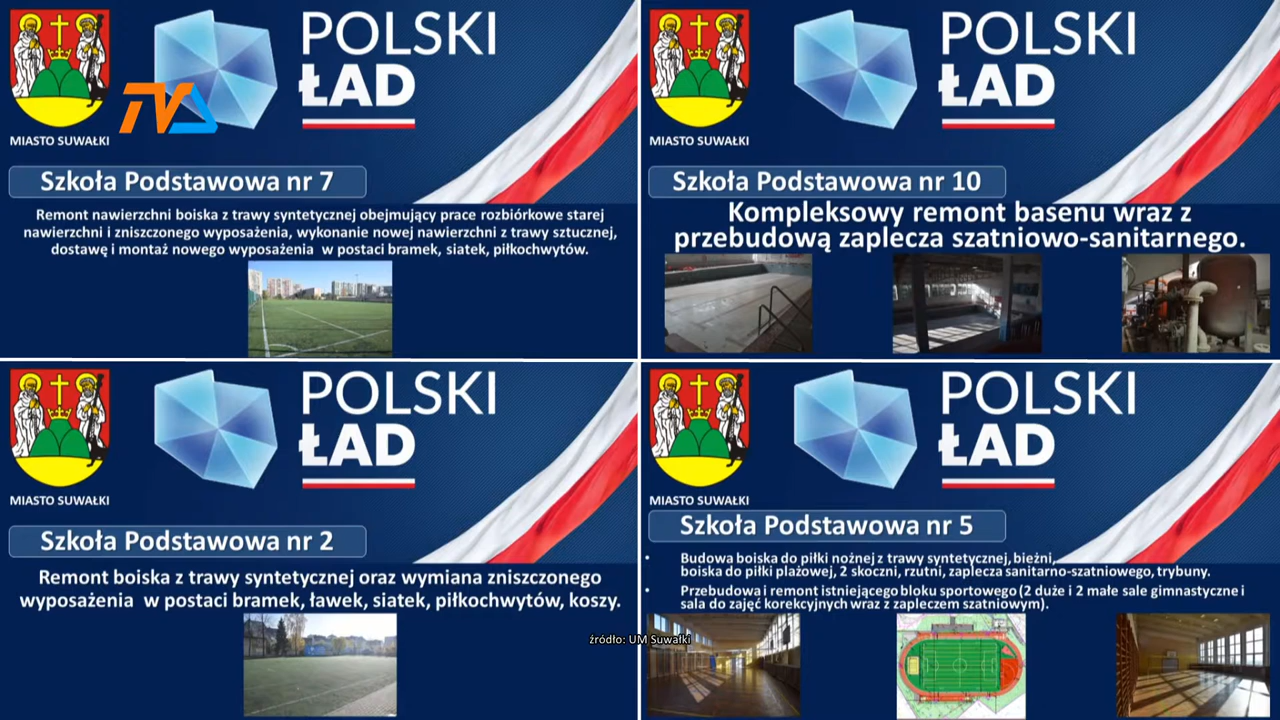 POLSKI
ŁAD
TVS
MIASTO SUWAŁKI
Szkoła Podstawowa nr 7
Remont nawierzchni boiska z trawy syntetycznej obejmujący prace rozbiórkowe starej
nawierzchni i zniszczonego wyposażenia, wykonanie nowej nawierzchni z trawy sztucznej,
dostawę i montaż nowego wyposażenia w postaci bramek, siatek, piłkochwytów.
POLSKI
ŁAD
MIASTO SUWAŁKI
Szkoła Podstawowa nr 10
Kompleksowy remont basenu wraz z
przebudową zaplecza szatniowo-sanitarnego.
POLSKI
ŁAD
MIASTO SUWAŁKI
Szkoła Podstawowa nr 2
Remont boiska z trawy syntetycznej oraz wymiana zniszczonego
wyposażenia w postaci bramek, ławek, siatek, piłkochwytów, koszy.
POLSKI
ŁAD
MIASTO SUWAŁKI
Szkoła Podstawowa nr 5
• Budowa boiska do piłki nożnej z trawy syntetycznej, bieżni,
boiska do piłki plażowej, 2 skoczni, rzutni, zaplecza sanitarno-szatniowego, trybuny.
• Przebudowa i remont istniejącego bloku sportowego (2 duże i 2 małe sale gimnastyczne i
sala do zajęć korekcyjnych wraz z zapleczem szatniowym).
źródło: UM Suwałki